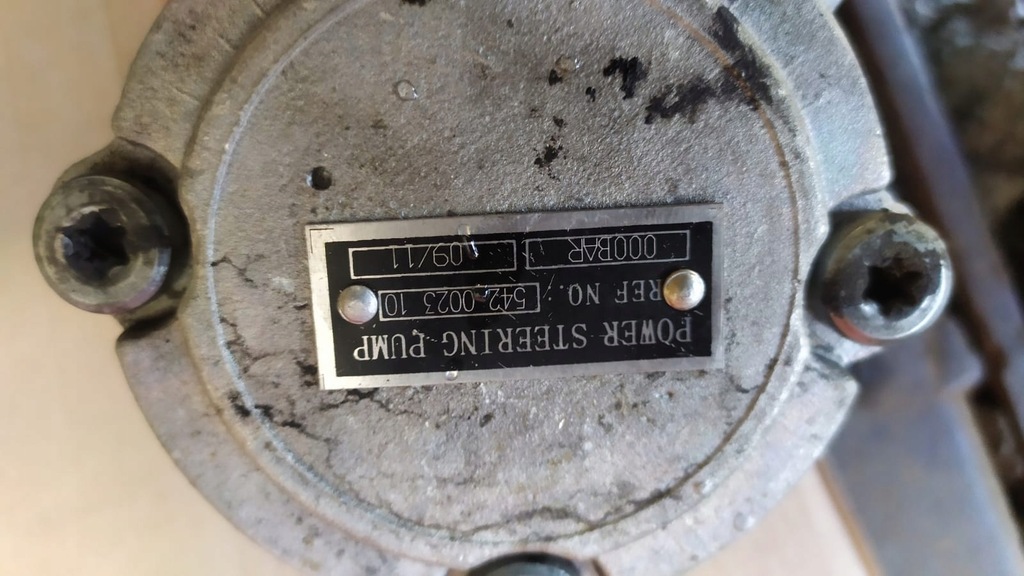 POWER STEERING PUMP
REF NO. 542 0023 10
000BAR 09/11